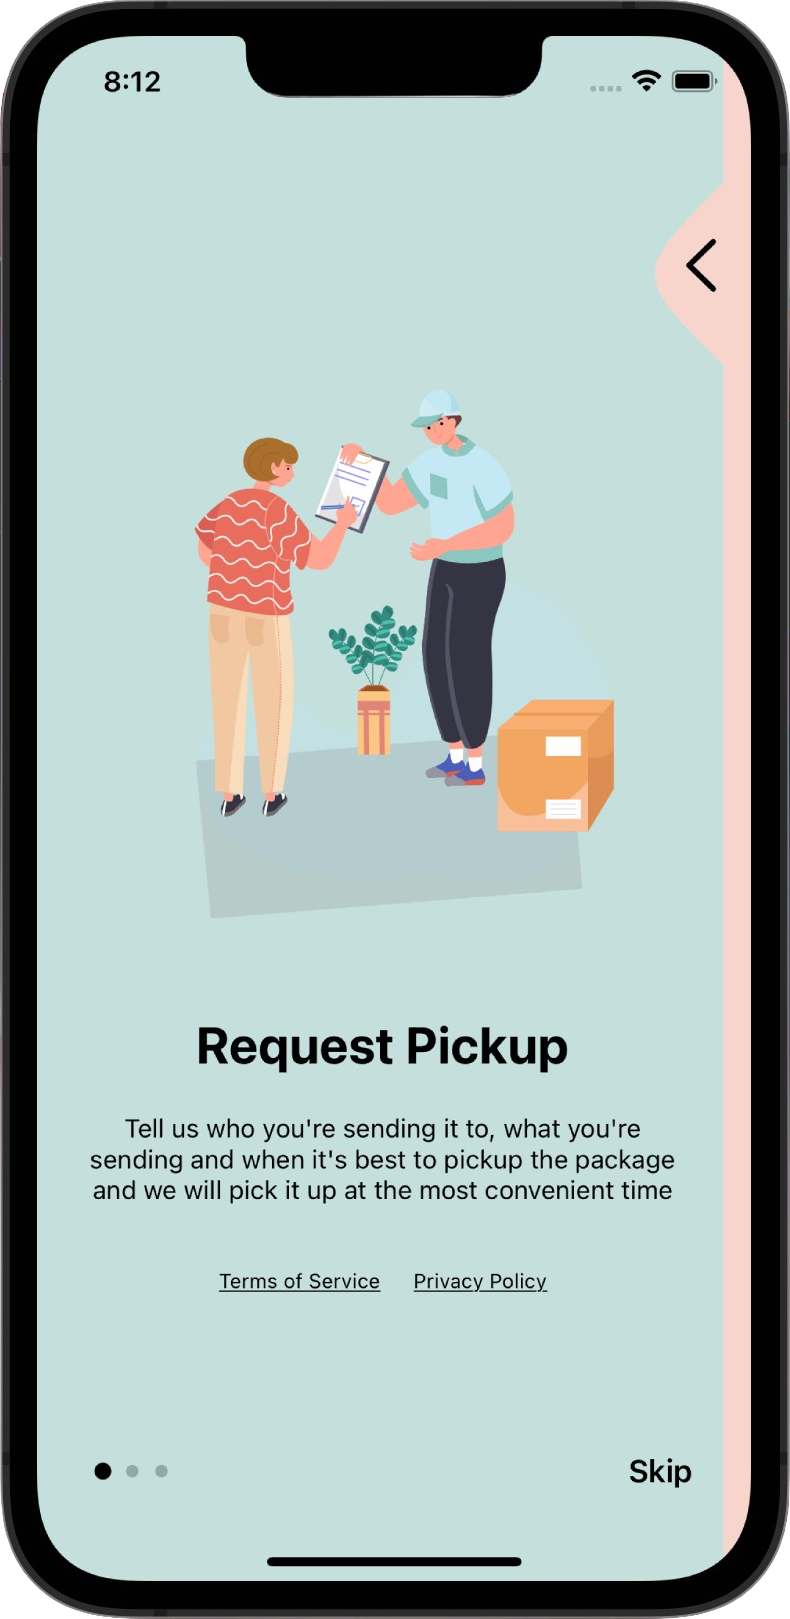 8:12
Request Pickup
Tell us who you're sending it to, what you're
sending and when it's best to pickup the package
and we will pick it up at the most convenient time
Terms of Service Privacy Policy
Skip